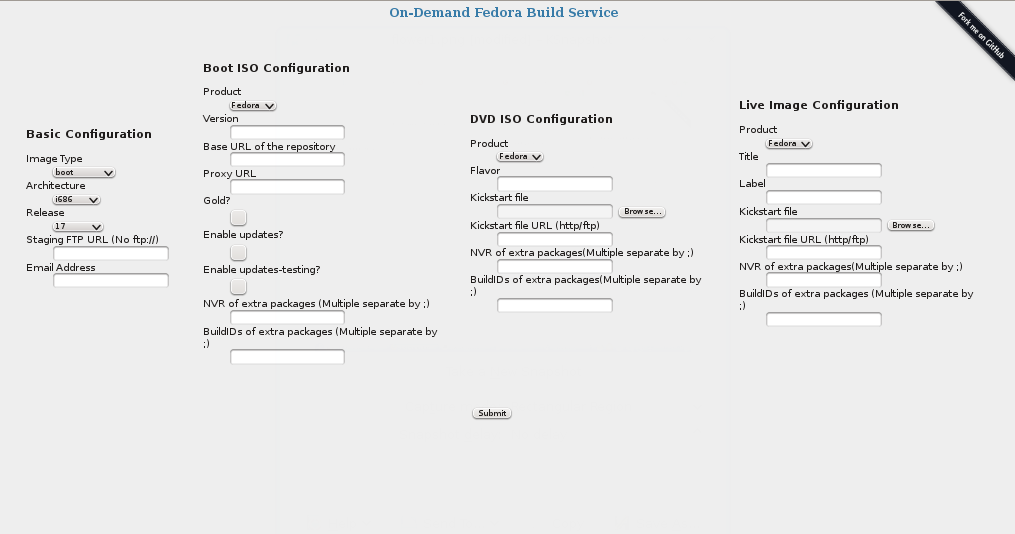 On-Demand Fedora Build Service
Fork me on GitHub
Basic Configuration
Image Type
boot
Architecture
i686
Release
17
Staging FTP URL (No ftp://)
Email Address
Boot ISO Configuration
Product
Fedora
Version
Base URL of the repository
Proxy URL
Gold?
Enable updates?
Enable updates-testing?
NVR of extra packages (Multiple separate by ;)
BuildIDs of extra packages (Multiple separate by
;)
DVD ISO Configuration
Product
Fedora
Flavor
Kickstart file
Browse...
Kickstart file URL (http/ftp)
NVR of extra packages(Multiple separate by ;)
BuildIDs of extra packages (Multiple separate by
;)
Live Image Configuration
Product
Fedora
Title
Label
Kickstart file
Browse...
Kickstart file URL (http/ftp)
NVR of extra packages(Multiple separate by ;)
BuildIDs of extra packages (Multiple separate by
;)
Submit